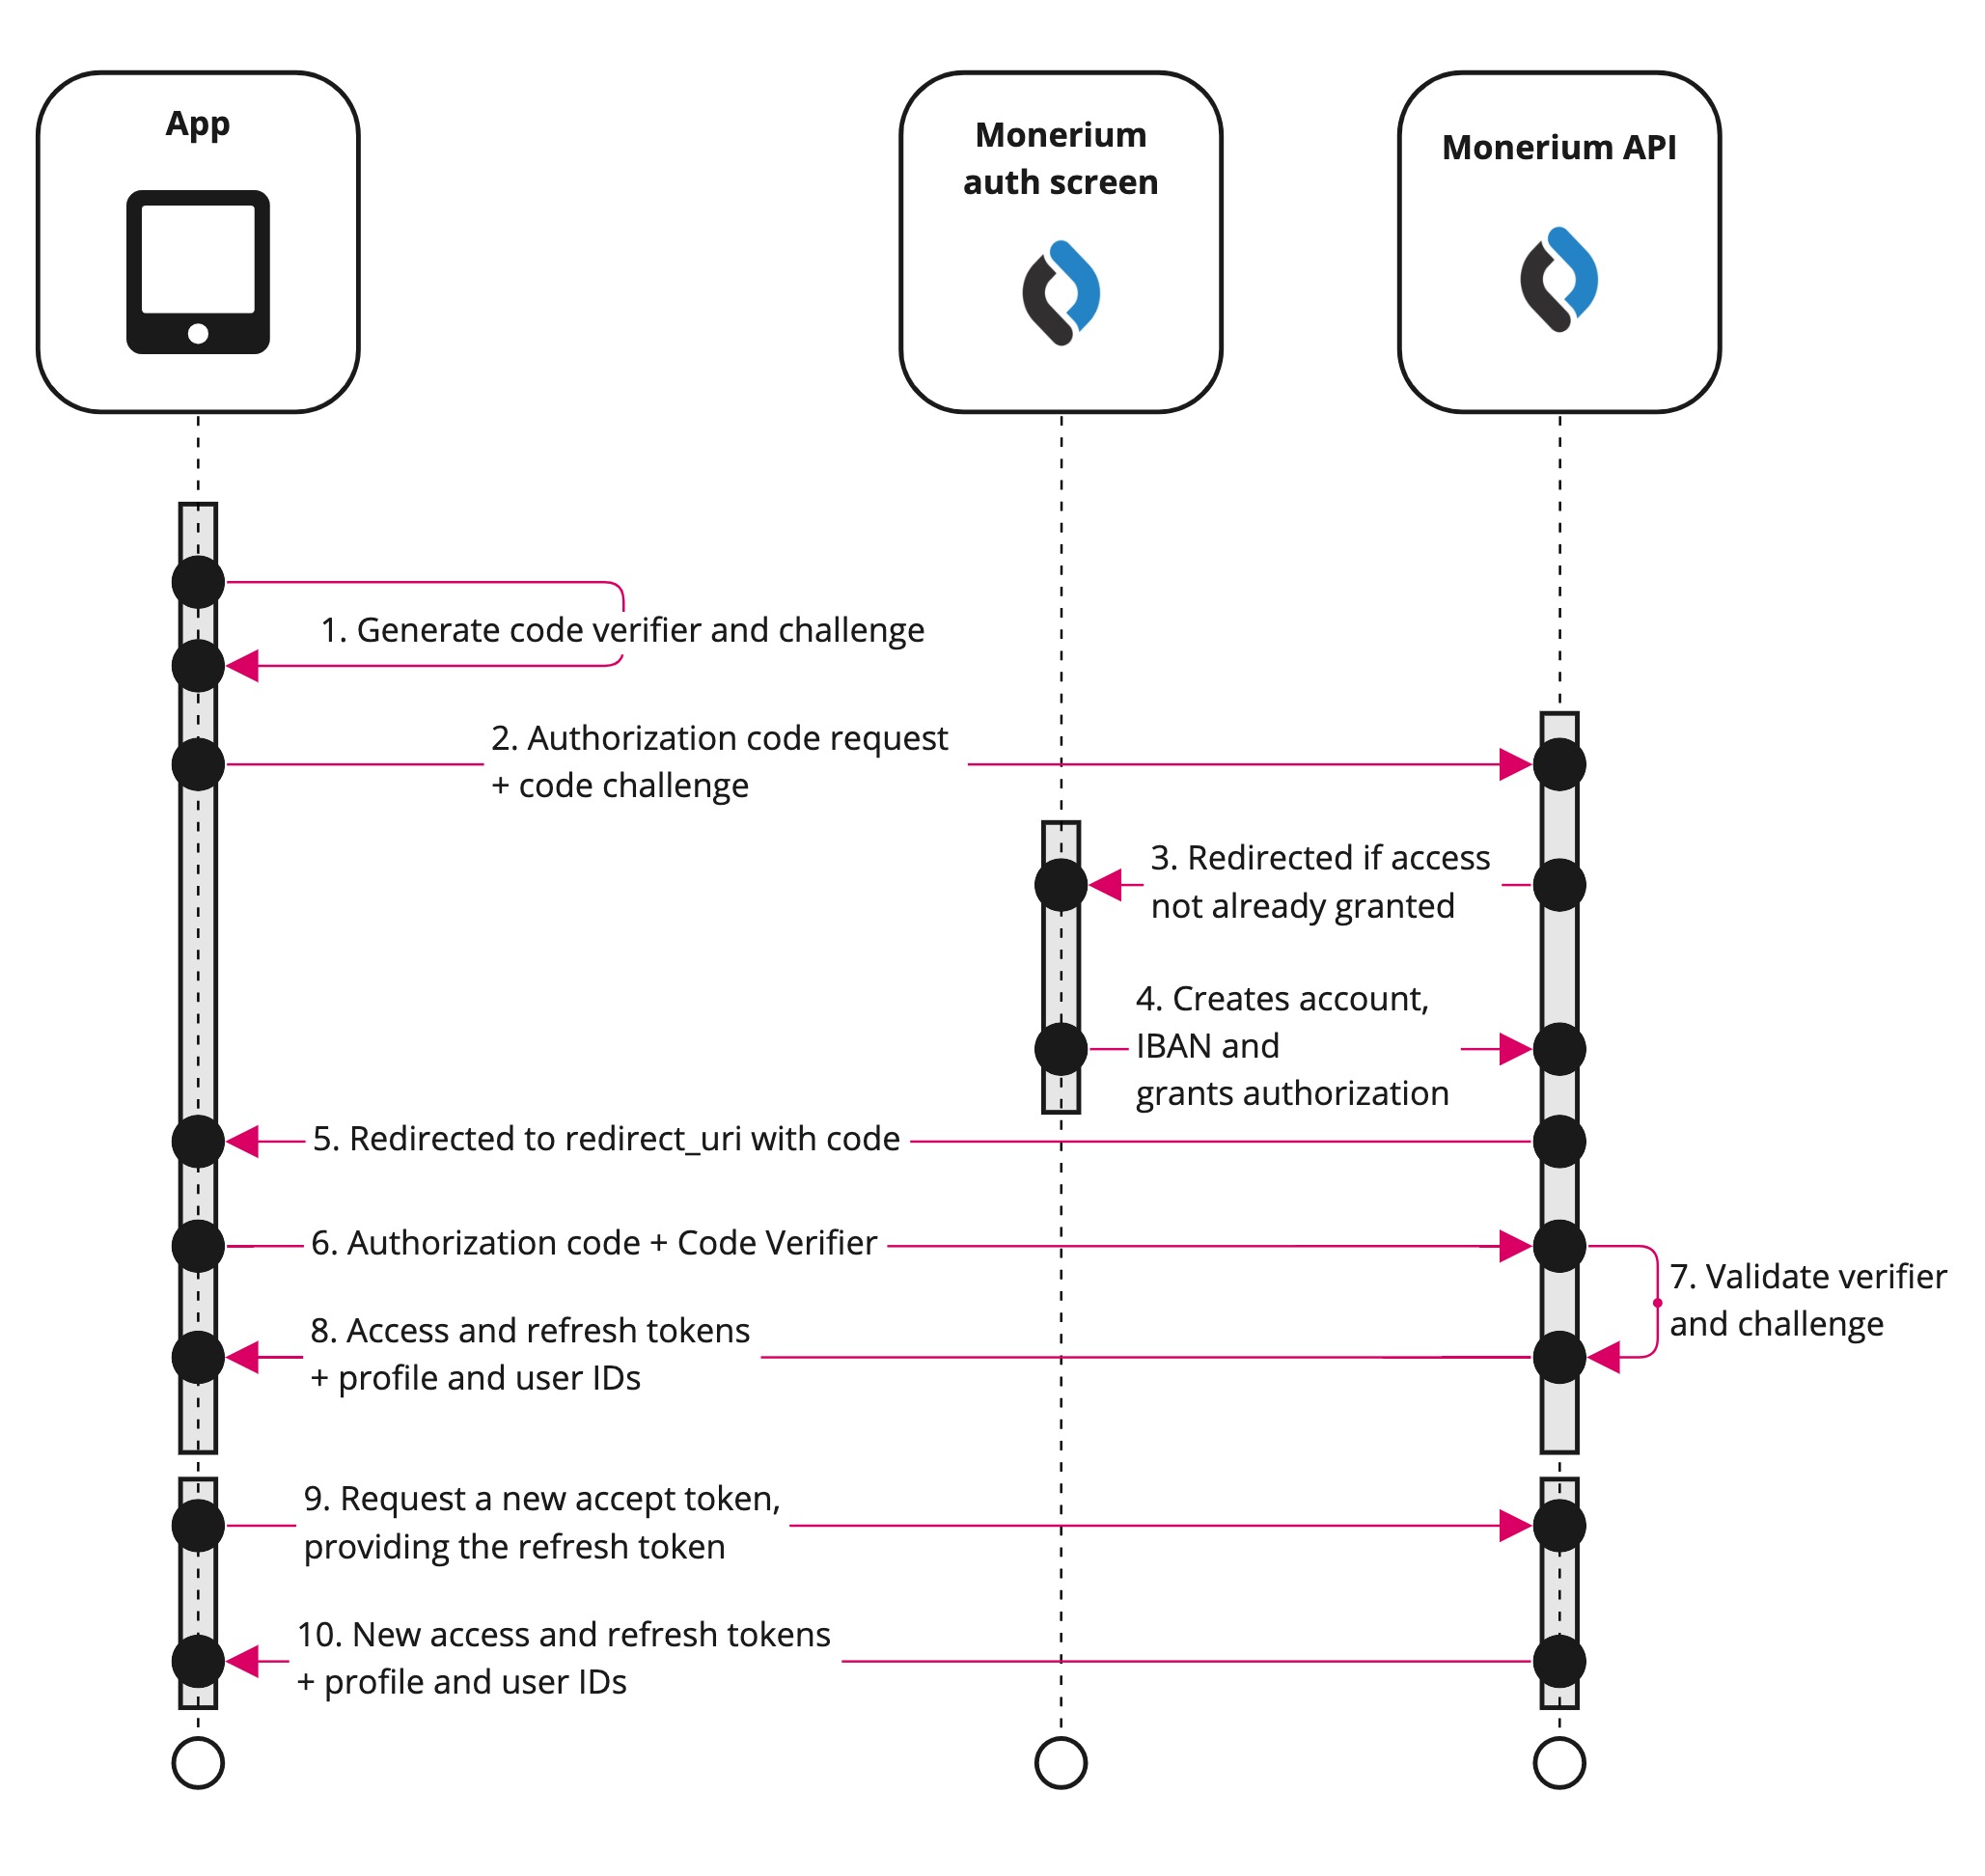 App
Monerium
auth screen
Monerium API
1. Generate code verifier and challenge
2. Authorization code request
+ code challenge
3. Redirected if access
not already granted
4. Creates account,
IBAN and
grants authorization
5. Redirected to redirect_uri with code
6. Authorization code + Code Verifier
7. Validate verifier
and challenge
8. Access and refresh tokens
+ profile and user IDs
9. Request a new accept token,
providing the refresh token
10. New access and refresh tokens
+ profile and user IDs